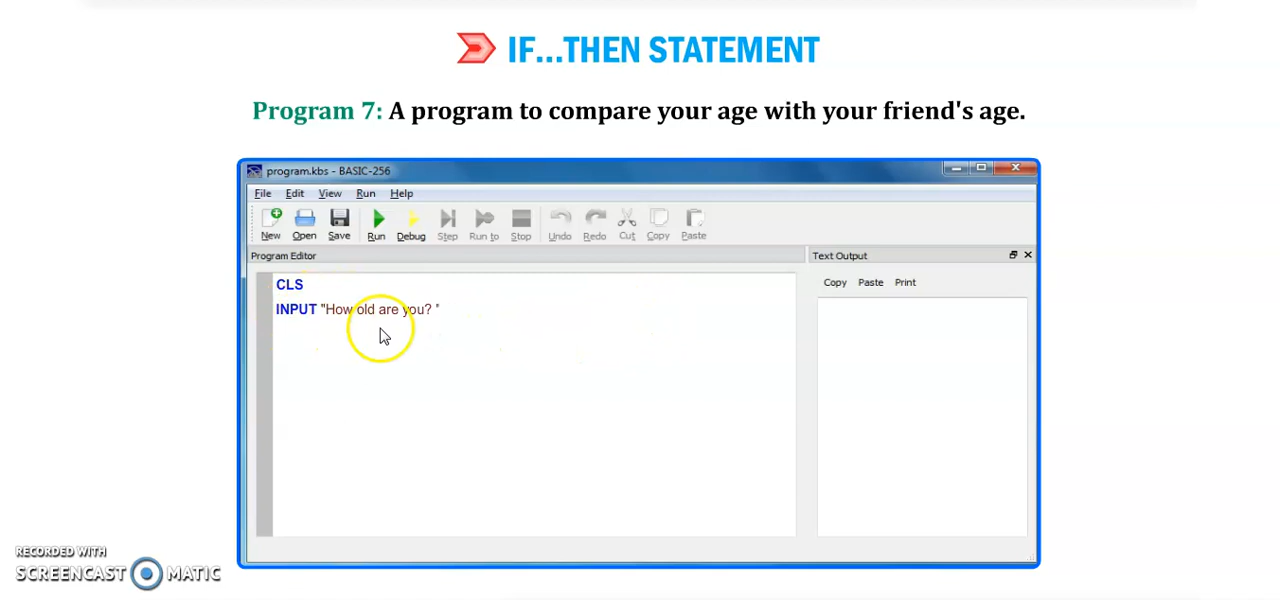 IF...THEN STATEMENT
Program 7: A program to compare your age with your friend's age.
program.kbs - BASIC-256
File Edit View Run Help
New Open Save Run Debug Step Run to Stop Undo Redo Cut Copy Paste
Program Editor
Text Output
Copy Paste Print
CLS
INPUT "How old are you? "
RECORDED WITH
SCREENCAST MATIC